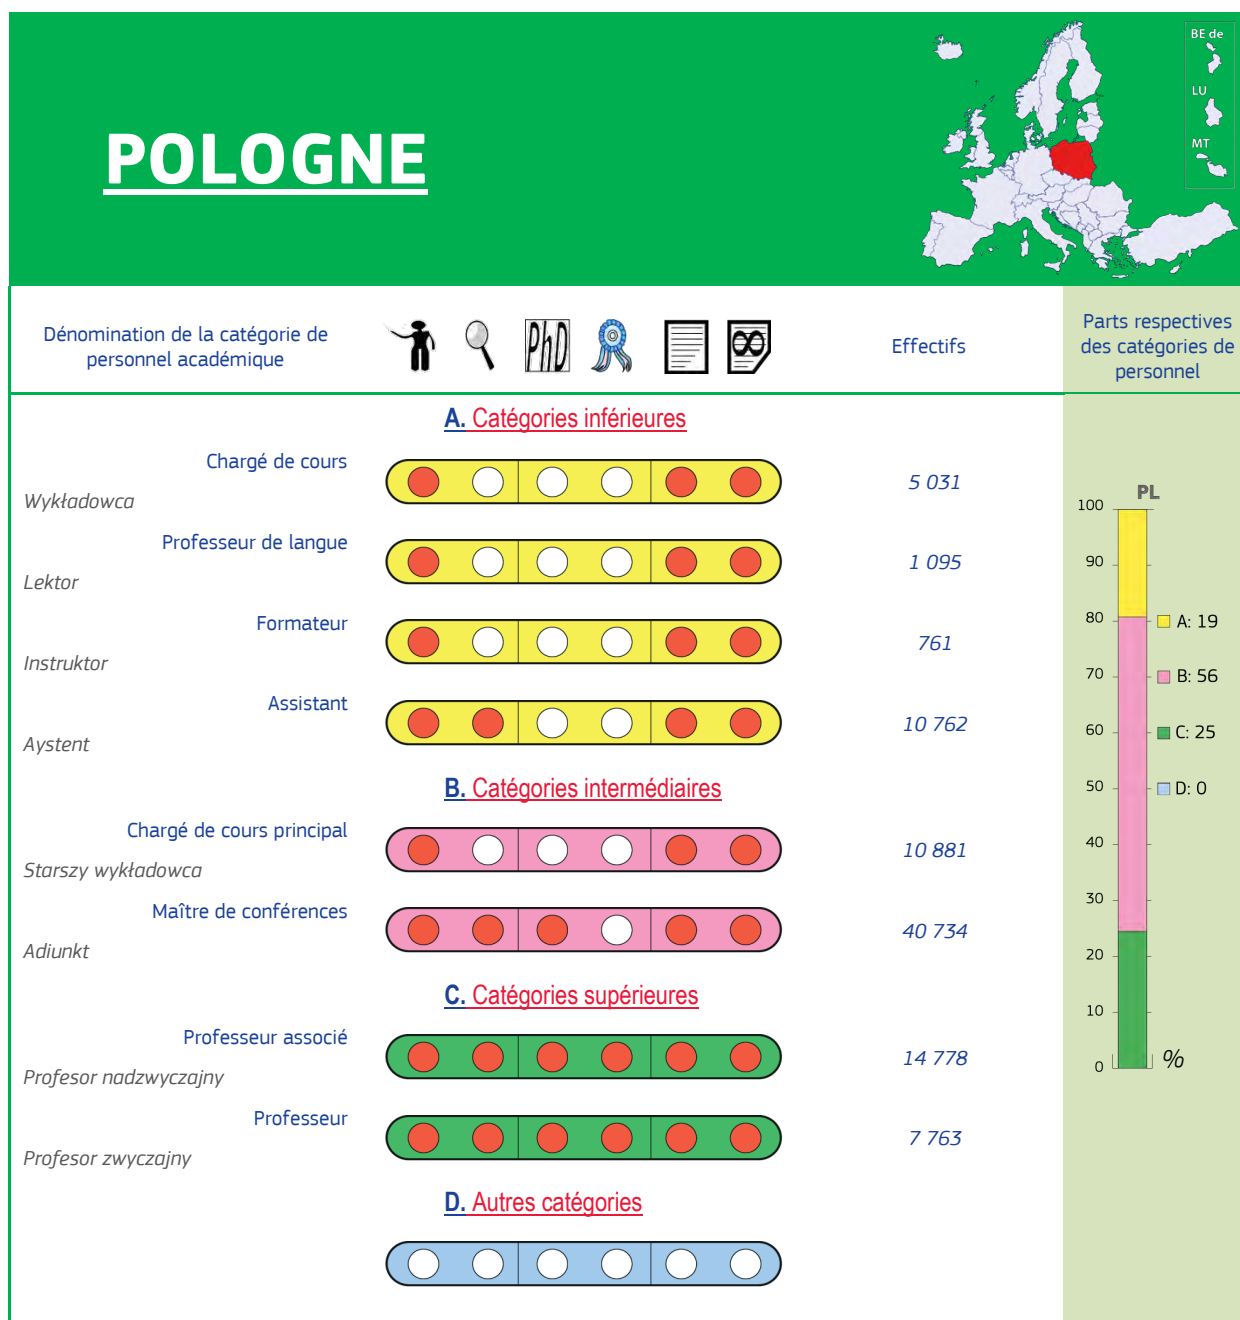 POLOGNE
BE de
LU
MT
Dénomination de la catégorie de
personnel académique
PhD
Effectifs
Parts respectives
des catégories de
personnel
A. Catégories inférieures
Chargé de cours
Wykładowca
5 031
Professeur de langue
Lektor
1 095
Formateur
Instruktor
761
Assistant
Aystent
10 762
B. Catégories intermédiaires
Chargé de cours principal
Starszy wykładowca
10 881
Maître de conférences
Adiunkt
40 734
C. Catégories supérieures
Professeur associé
Profesor nadzwyczajny
14 778
Professeur
Profesor zwyczajny
7 763
D. Autres catégories
PL
100
90
80
70
60
50
40
30
20
10
0
%
A: 19
B: 56
C: 25
D: 0